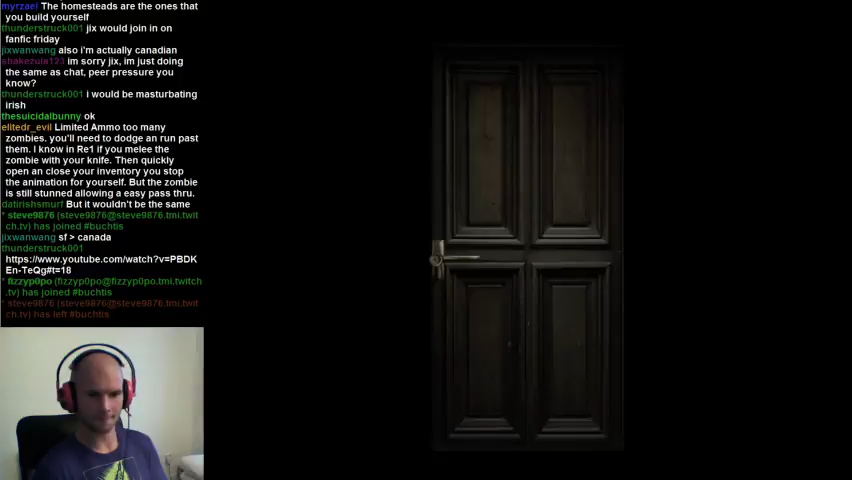 myrzael The homesteads are the ones that
you build yourself
thunderstruck001 jix would join in on
fanfic friday
jixwanwang also i'm actually canadian
shakezula123 im sorry jix, im just doing
the same as chat, peer pressure you
know?
thunderstruck001 i would be masturbating
irish
thesuicidalbunny ok
elitedr_evil Limited Ammo too many
zombies. you'll need to dodge an run past
them. I know in Re1 if you melee the
zombie with your knife. Then quickly
open an close your inventory you stop
the animation for yourself. But the zombie
is still stunned allowing a easy pass thru.
datirishsmurf But it wouldn't be the same
* steve9876 (steve9876@steve9876.tmi.twit
ch.tv) has joined #buchtis
jixwanwang sf > canada
thunderstruck001
https://www.youtube.com/watch?v=PBDK
En-TeQg#t=18
* fizzyp0po (fizzyp0po@fizzyp0po.tmi.twitch
.tv) has joined #buchtis
* steve9876 (steve9876@steve9876.tmi.twit
ch.tv) has left #buchtis